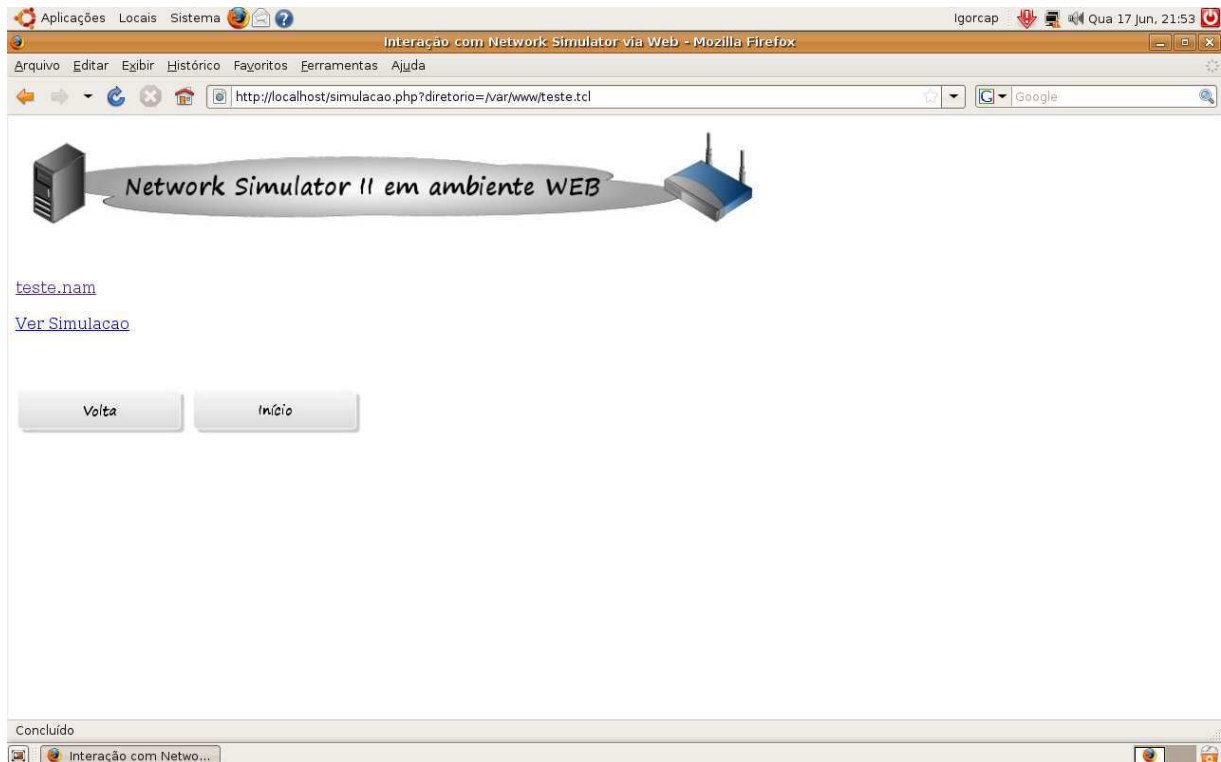 Aplicações Locais Sistema Igorcap Qua 17 Jun, 21:53
Interação com Network Simulator via Web - Mozilla Firefox
Arquivo Editar Exibir Histórico Favoritos Ferramentas Ajuda
http://localhost/simulacao.php?diretorio=/var/www/teste.tcl Google
Network Simulator II em ambiente WEB
teste.nam
Ver Simulacao
Volta Início
Concluído
Interação com Netwo...